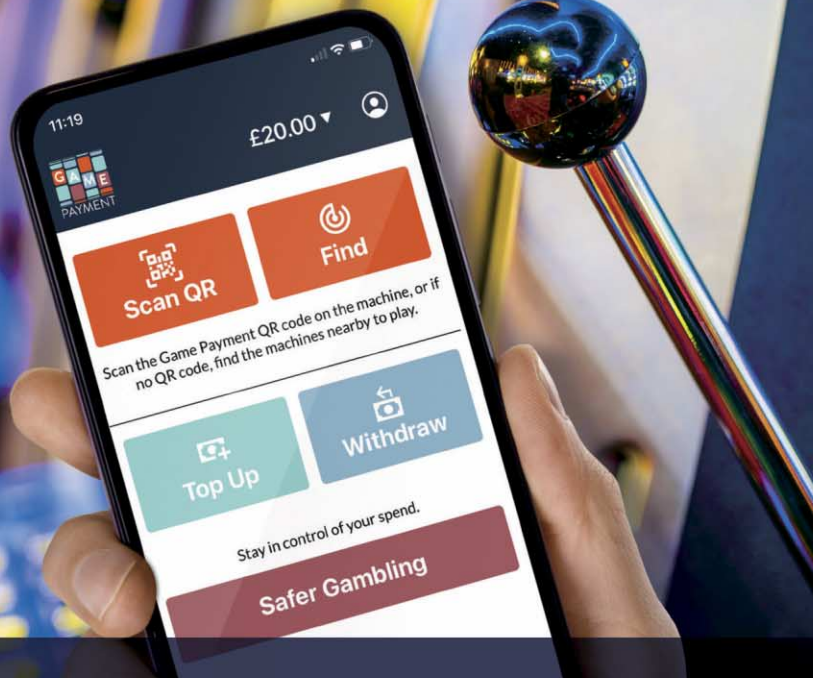 11:19
£20.00
GAME
PAYMENT
Scan QR
Find
Scan the Game Payment QR code on the machine, or if
no QR code, find the machines nearby to play.
Top Up
Withdraw
Stay in control of your spend.
Safer Gambling